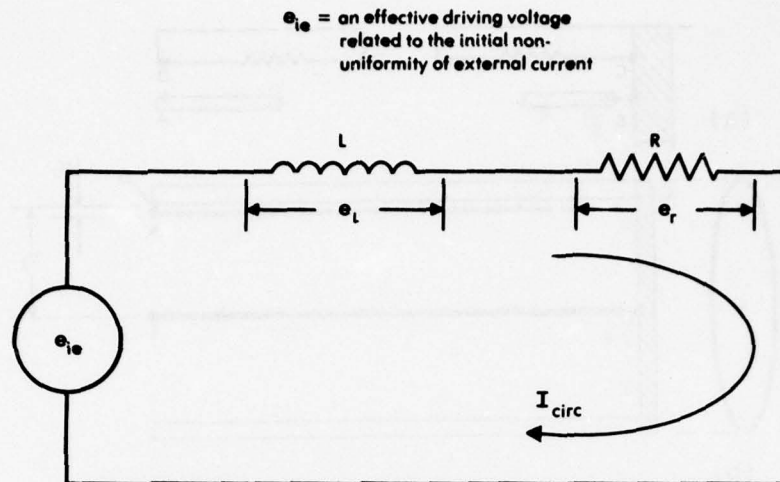 e_ie = an effective driving voltage
related to the initial non-
uniformity of external current
L
R
e_L
e_r
e_ie
I_circ